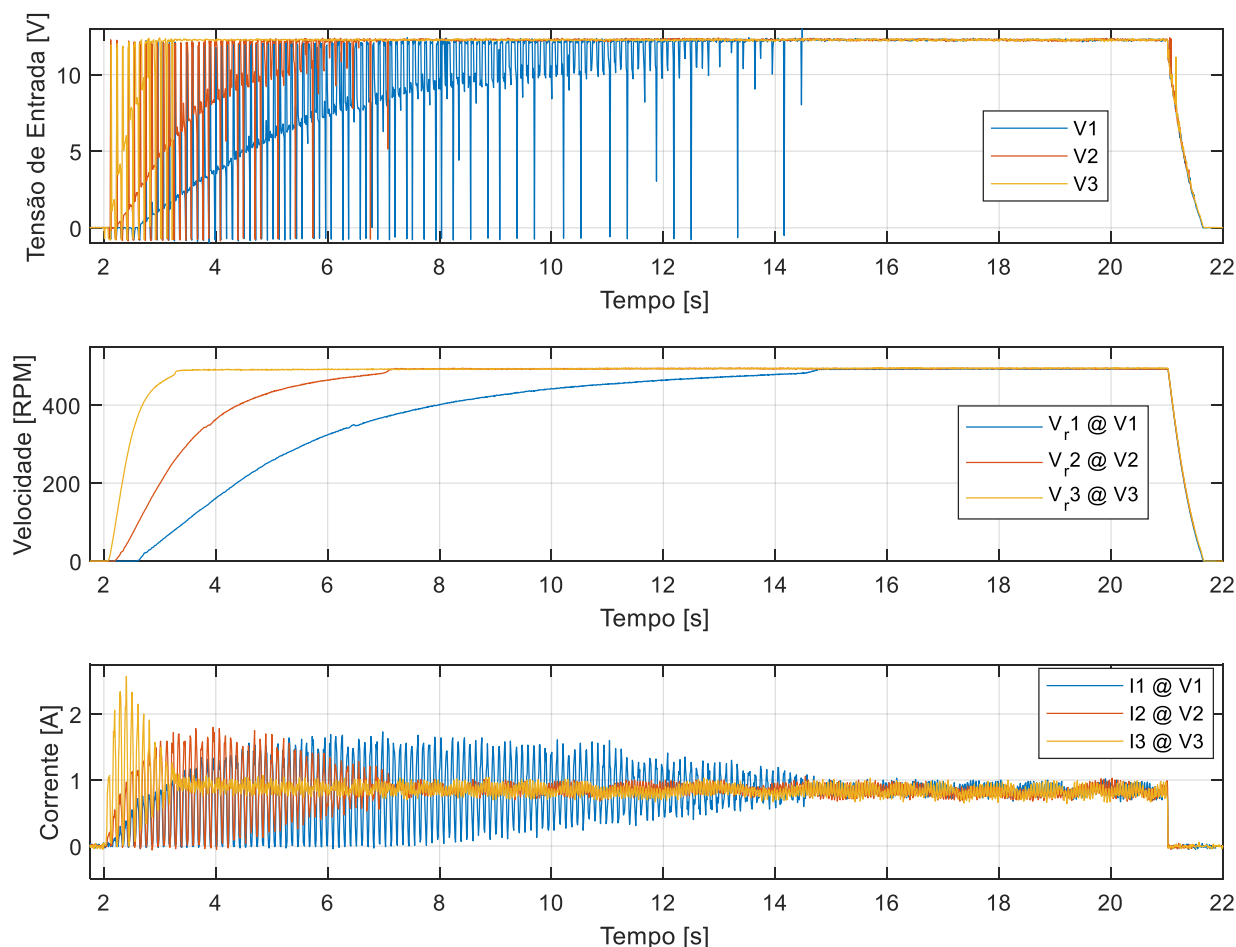 Tensão de Entrada [V]
10
5
0
V1
V2
V3
2 4 6 8 10 12 14 16 18 20 22
Tempo [s]
Velocidade [RPM]
400
200
0
V_r1 @ V1
V_r2 @ V2
V_r3 @ V3
2 4 6 8 10 12 14 16 18 20 22
Tempo [s]
Corrente [A]
2
1
0
I1 @ V1
I2 @ V2
I3 @ V3
2 4 6 8 10 12 14 16 18 20 22
Tempo [s]